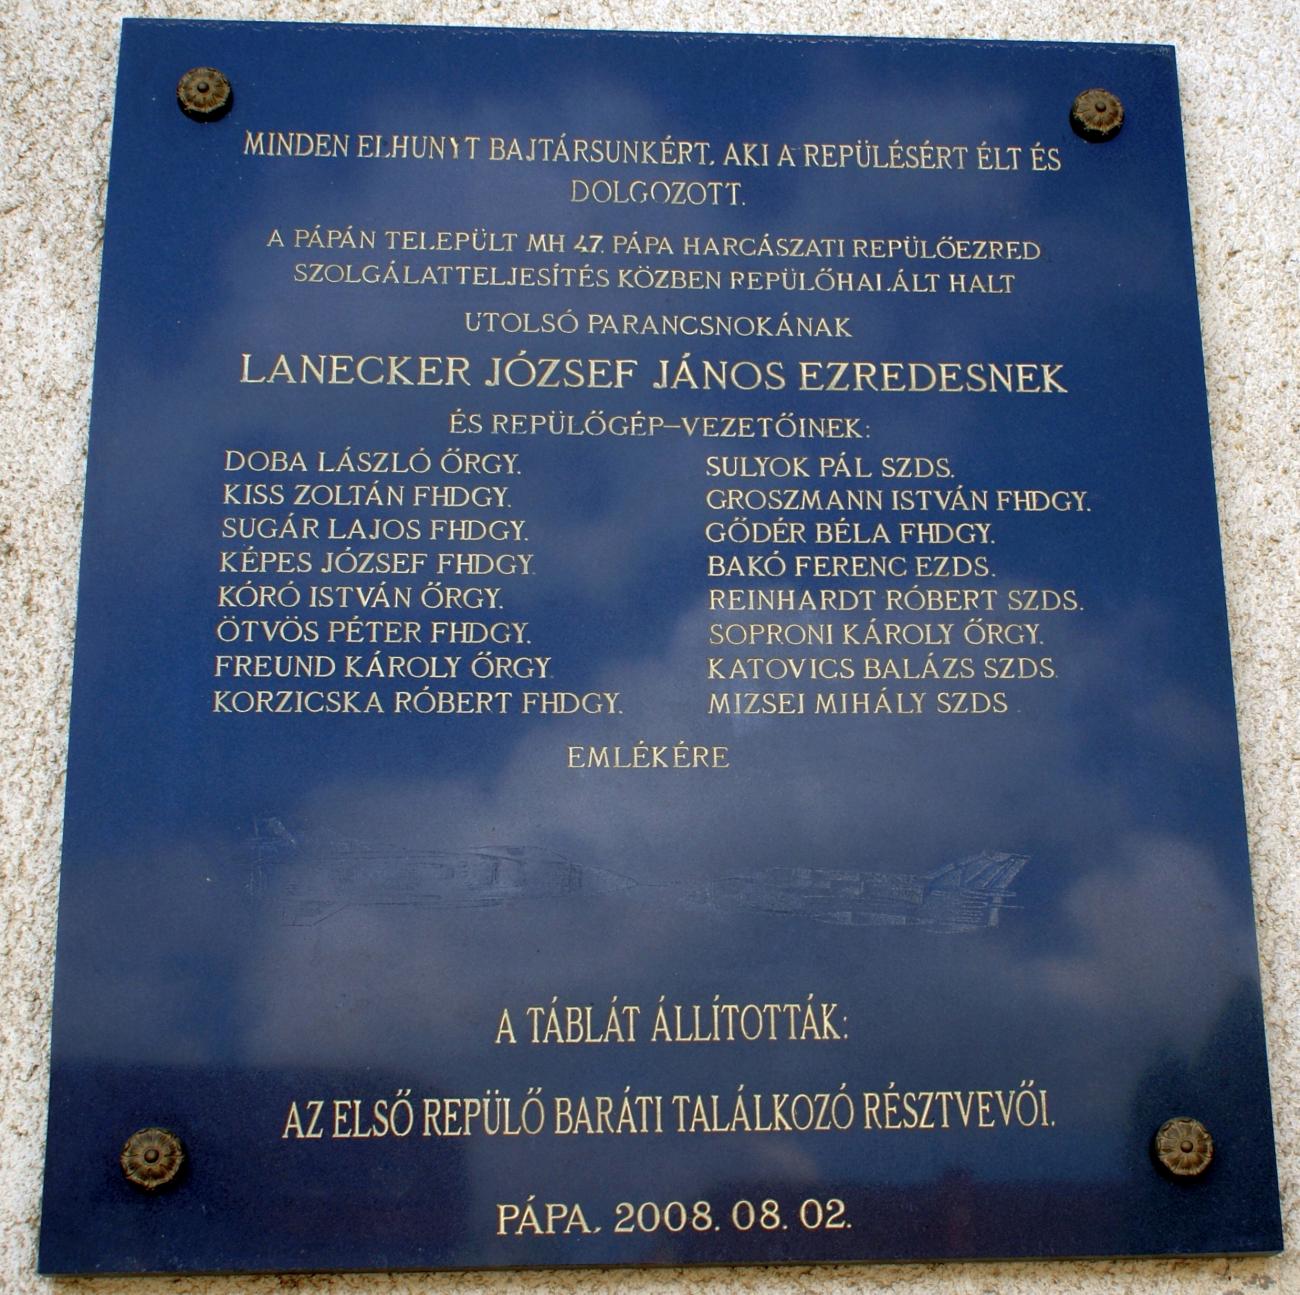 MINDEN ELHUNYT BAJTÁRSUNKÉRT, AKI A REPÜLÉSÉRT ÉLT ÉS
DOLGOZOTT.
A PÁPÁN TELEPÜLT MH 47. PÁPA HARCÁSZATI REPÜLŐEZRED
SZOLGÁLATTELJESÍTÉS KÖZBEN REPÜLŐHALÁLT HALT
UTOLSÓ PARANCSNOKÁNAK
LANECKER JÓZSEF JÁNOS EZREDESNEK
ÉS REPÜLŐGÉP-VEZETŐINEK:
DOBA LÁSZLÓ ŐRGY.
KISS ZOLTÁN FHDGY.
SUGÁR LAJOS FHDGY.
KÉPES JÓZSEF FHDGY.
KÓRÓ ISTVÁN ŐRGY.
ÖTVÖS PÉTER FHDGY.
FREUND KÁROLY ŐRGY.
KORZICSKA RÓBERT FHDGY.
SULYOK PÁL SZDS.
GROSZMANN ISTVÁN FHDGY.
GŐDÉR BÉLA FHDGY.
BAKÓ FERENC EZDS.
REINHARDT RÓBERT SZDS.
SOPRONI KÁROLY ŐRGY.
KATOVICS BALÁZS SZDS.
MIZSEI MIHÁLY SZDS.
EMLÉKÉRE
A TÁBLÁT ÁLLÍTOTTÁK:
AZ ELSŐ REPÜLŐ BARÁTI TALÁLKOZÓ RÉSZTVEVŐI.
PÁPA, 2008. 08. 02.